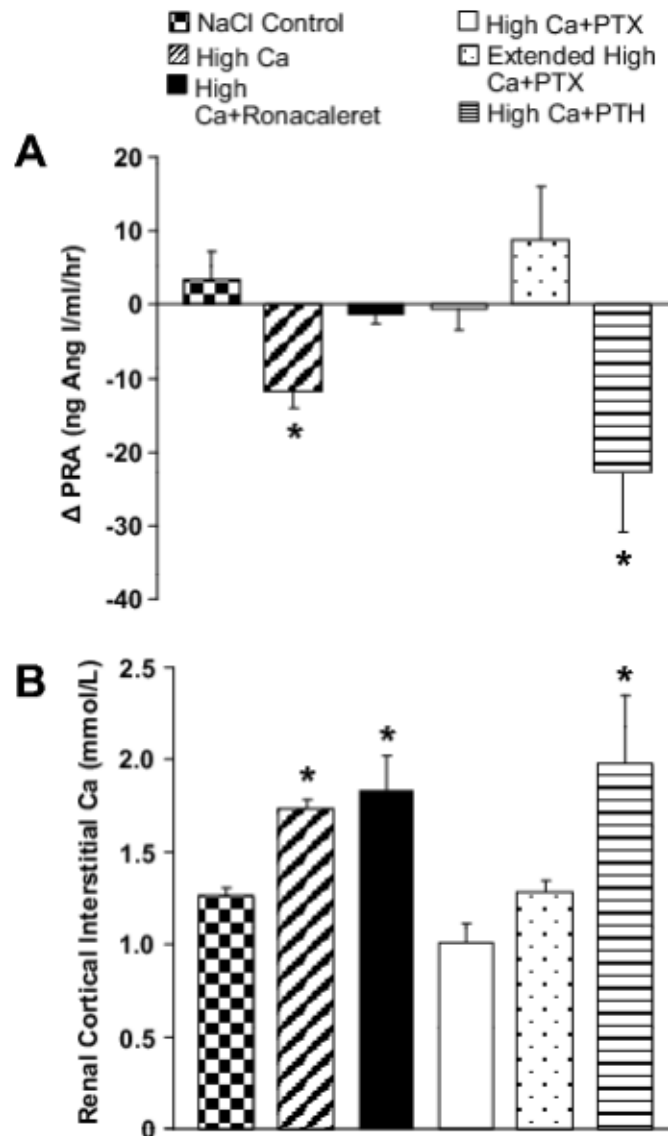 NaCl Control
High Ca
High
Ca+Ronacaleret
High Ca+PTX
Extended High
Ca+PTX
High Ca+PTH
A
Δ PRA (ng Ang I/ml/hr)
20
10
0
-10
-20
-30
-40
*
*
B
Renal Cortical Interstitial Ca (mmol/L)
2.5
2.0
1.5
1.0
0.5
0
*
*
*